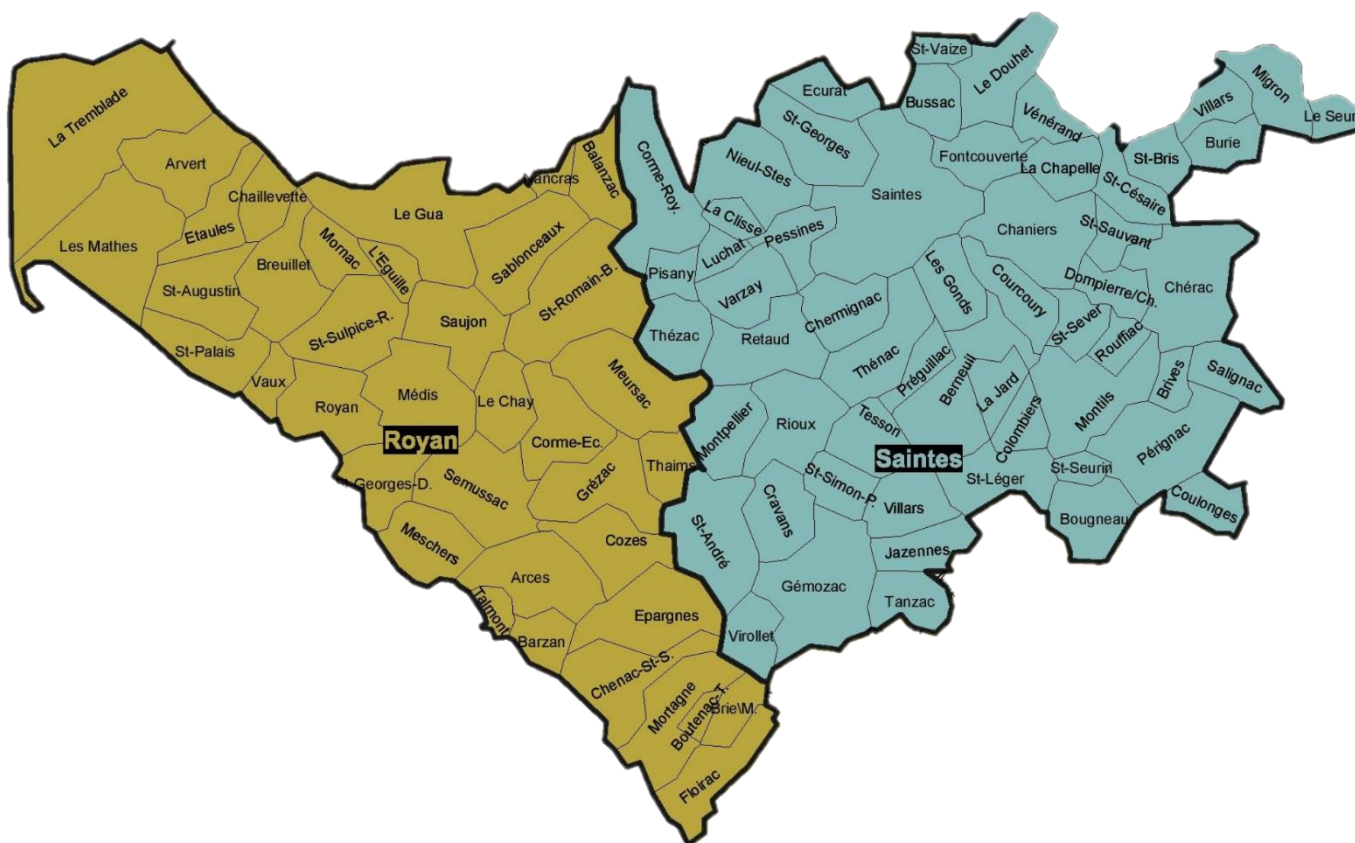 St-Vaize
Le Douhet
Migron
Ecurat
Bussac
Villars
Le Seur
La Tremblade
St-Georges
Vénérand
Burie
Arvert
Balanzac
Corme-Roy.
Nieul-Stes
Fontcouverte
La Chapelle
St-Bris
St-Césaire
Chaillevette
Le Gua
Saintes
La Clisse
Les Mathes
Etaules
Mornac
L'Eguille
Sablonceaux
Luchat
Pessines
Chaniers
St-Sauvant
Breuillet
St-Romain-B.
Pisany
Varzay
Les Gonds
Courcoury
Dompierre/Ch.
Chérac
St-Augustin
St-Sulpice-R.
Saujon
Thézac
Retaud
Chermignac
St-Sever
Rouffiac
St-Palais
Vaux
Meursac
Thénac
Préguillac
Berneuil
La Jard
Brives
Salignac
Royan
Médis
Le Chay
Montpellier
Rioux
Tesson
Colombiers
Montils
Pérignac
Royan
Corme-Ec.
Saintes
-Georges-D.
Semussac
Grézac
Thaims
St-Simon-P.
St-Léger
St-Seurin
Cravans
Villars
Bougneau
Coulonges
Meschers
Cozes
St-André
Jazennes
Arces
Gémozac
Tanzac
Talmont
Barzan
Epargnes
Virollet
Chenac-St-S.
Mortagne
Boutenac-T.
Brie\M.
Floirac